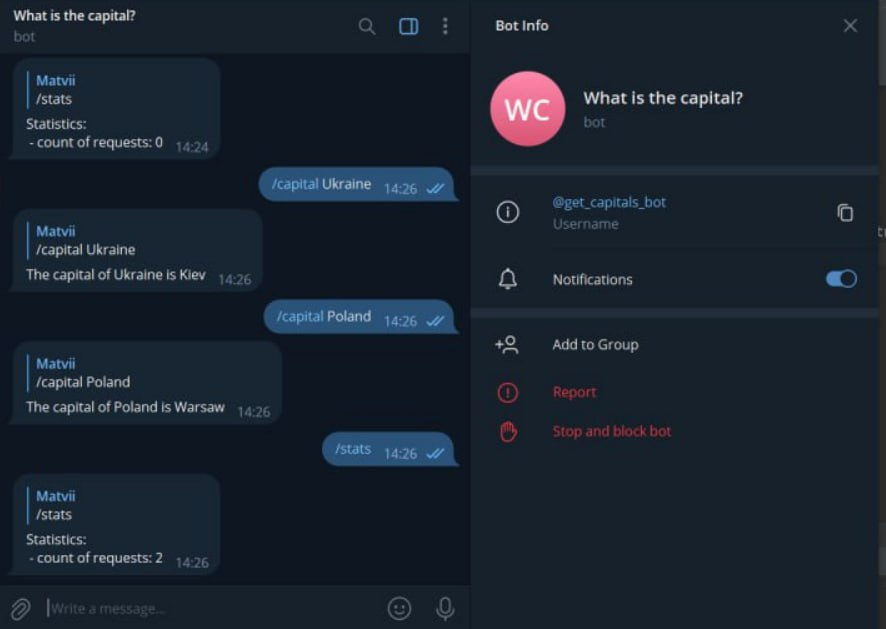 What is the capital?
bot
Matvii
/stats
Statistics:
- count of requests: 0 14:24
/capital Ukraine 14:26
Matvii
/capital Ukraine
The capital of Ukraine is Kiev 14:26
/capital Poland 14:26
Matvii
/capital Poland
The capital of Poland is Warsaw 14:26
/stats 14:26
Matvii
/stats
Statistics:
- count of requests: 2 14:26
Write a message...
Bot Info
WC
What is the capital?
bot
@get_capitals_bot
Username
Notifications
Add to Group
Report
Stop and block bot